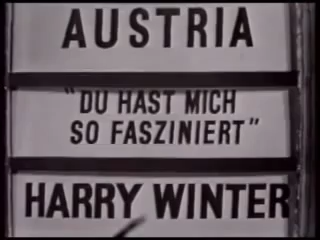 AUSTRIA
"DU HAST MICH
SO FASZINIERT"
HARRY WINTER